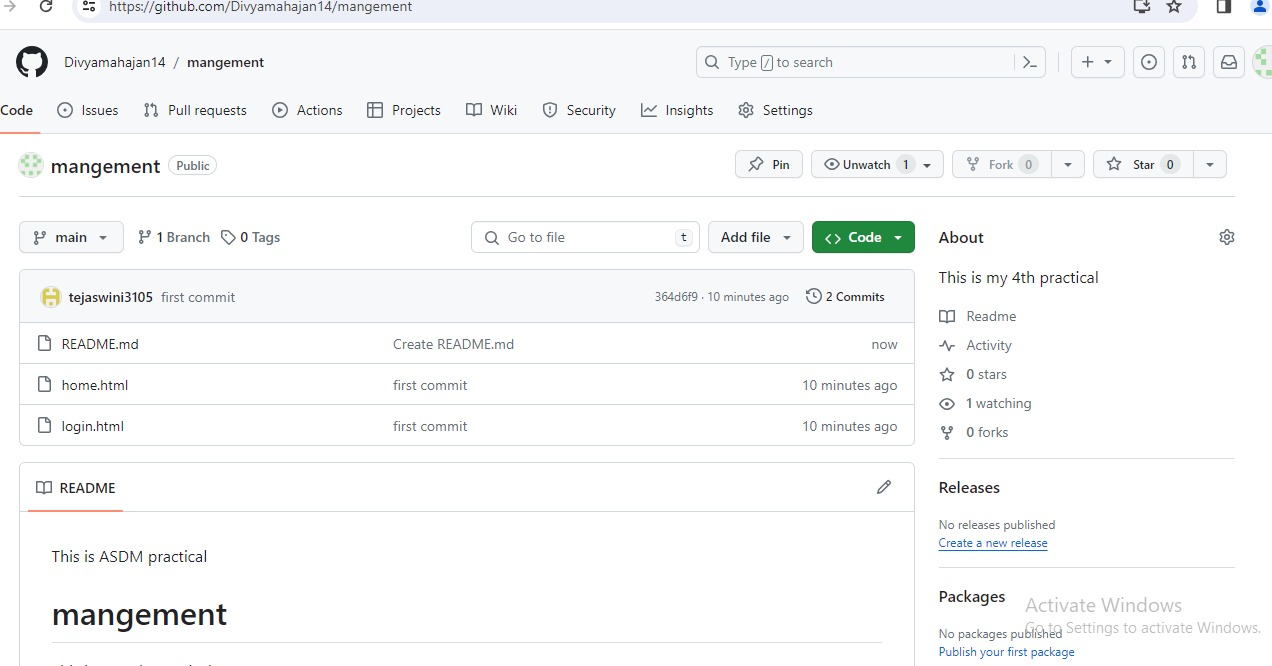 https://github.com/Divyamahajan14/mangement
Divyamahajan14 / mangement
Type / to search
Code Issues Pull requests Actions Projects Wiki Security Insights Settings
mangement Public
Pin Unwatch 1 Fork 0 Star 0
main 1 Branch 0 Tags Go to file t Add file Code
tejaswini3105 first commit 364d6f9 · 10 minutes ago 2 Commits
README.md Create README.md now
home.html first commit 10 minutes ago
login.html first commit 10 minutes ago
README
This is ASDM practical
mangement
About
This is my 4th practical
Readme
Activity
0 stars
1 watching
0 forks
Releases
No releases published
Create a new release
Packages
No packages published
Publish your first package
Activate Windows
Go to Settings to activate Windows.